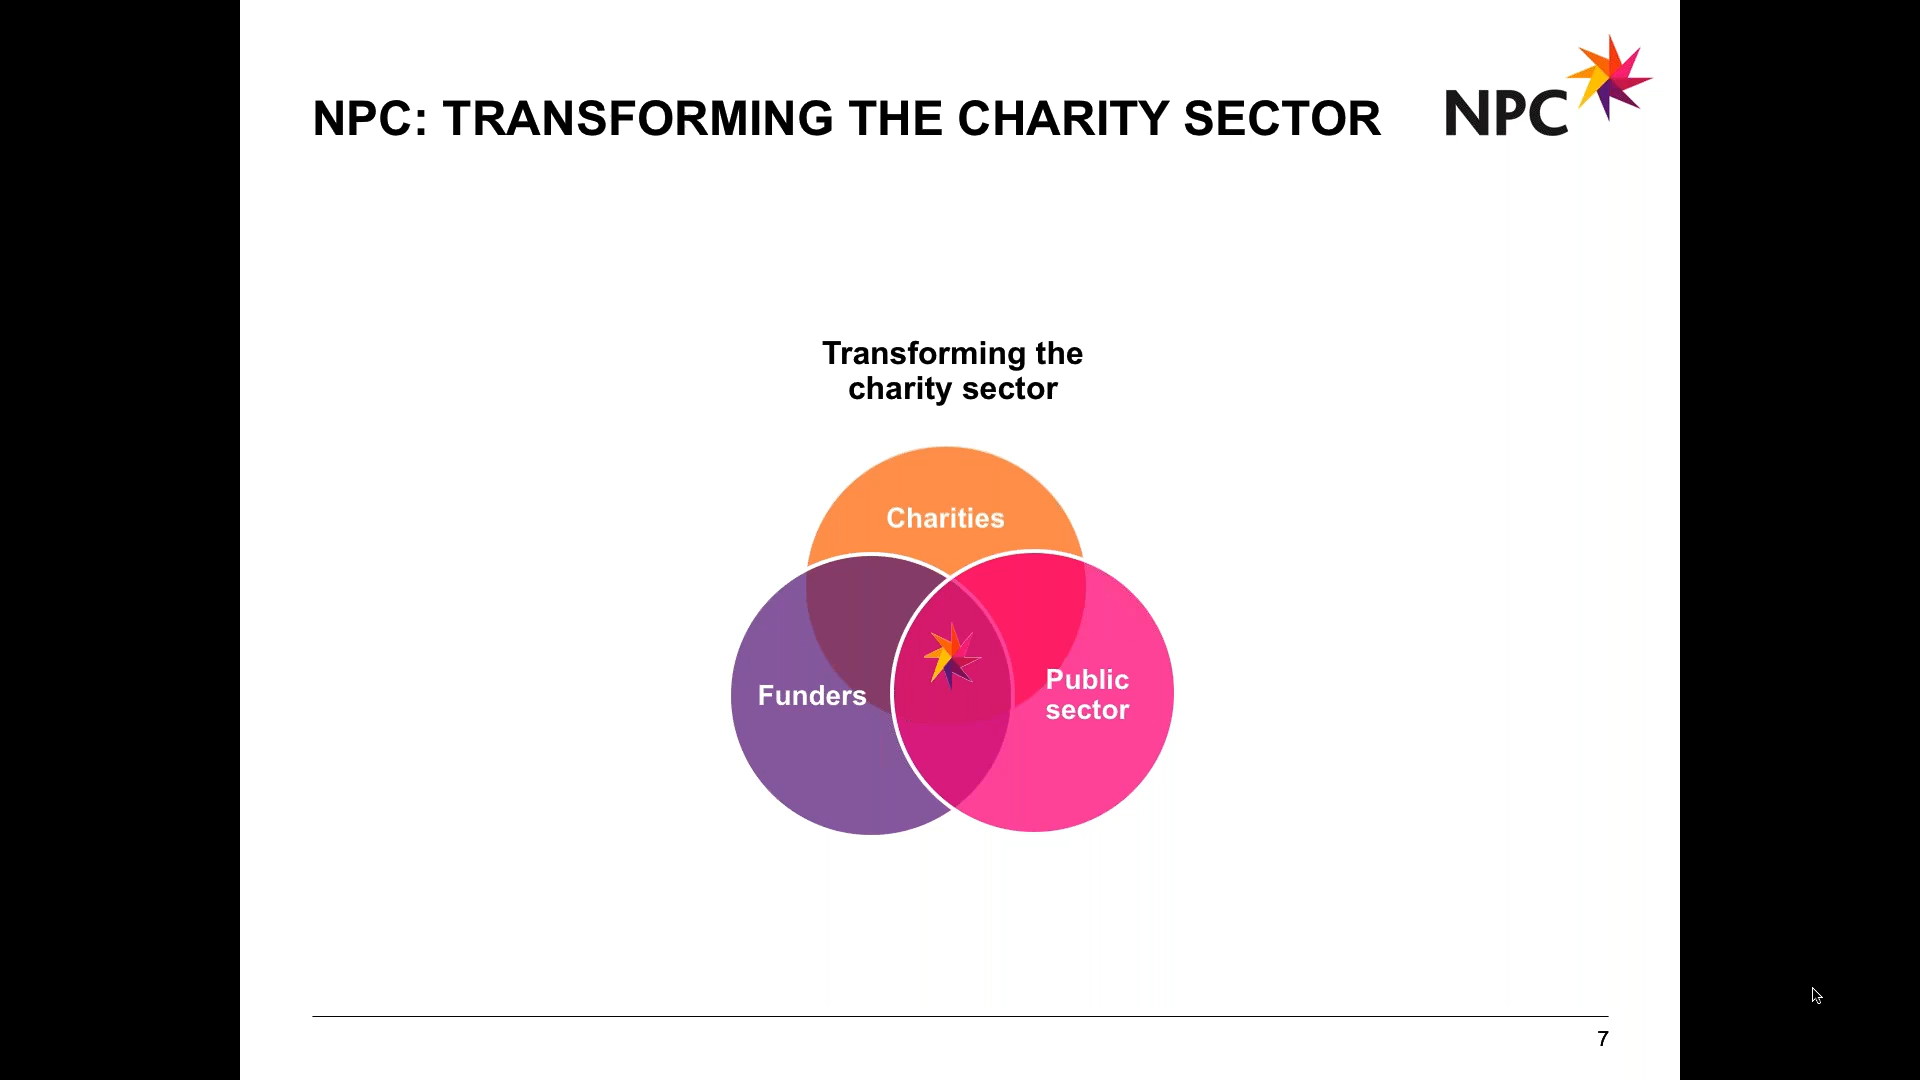 NPC: TRANSFORMING THE CHARITY SECTOR
NPC
Transforming the
charity sector
Charities
Funders
Public
sector
7